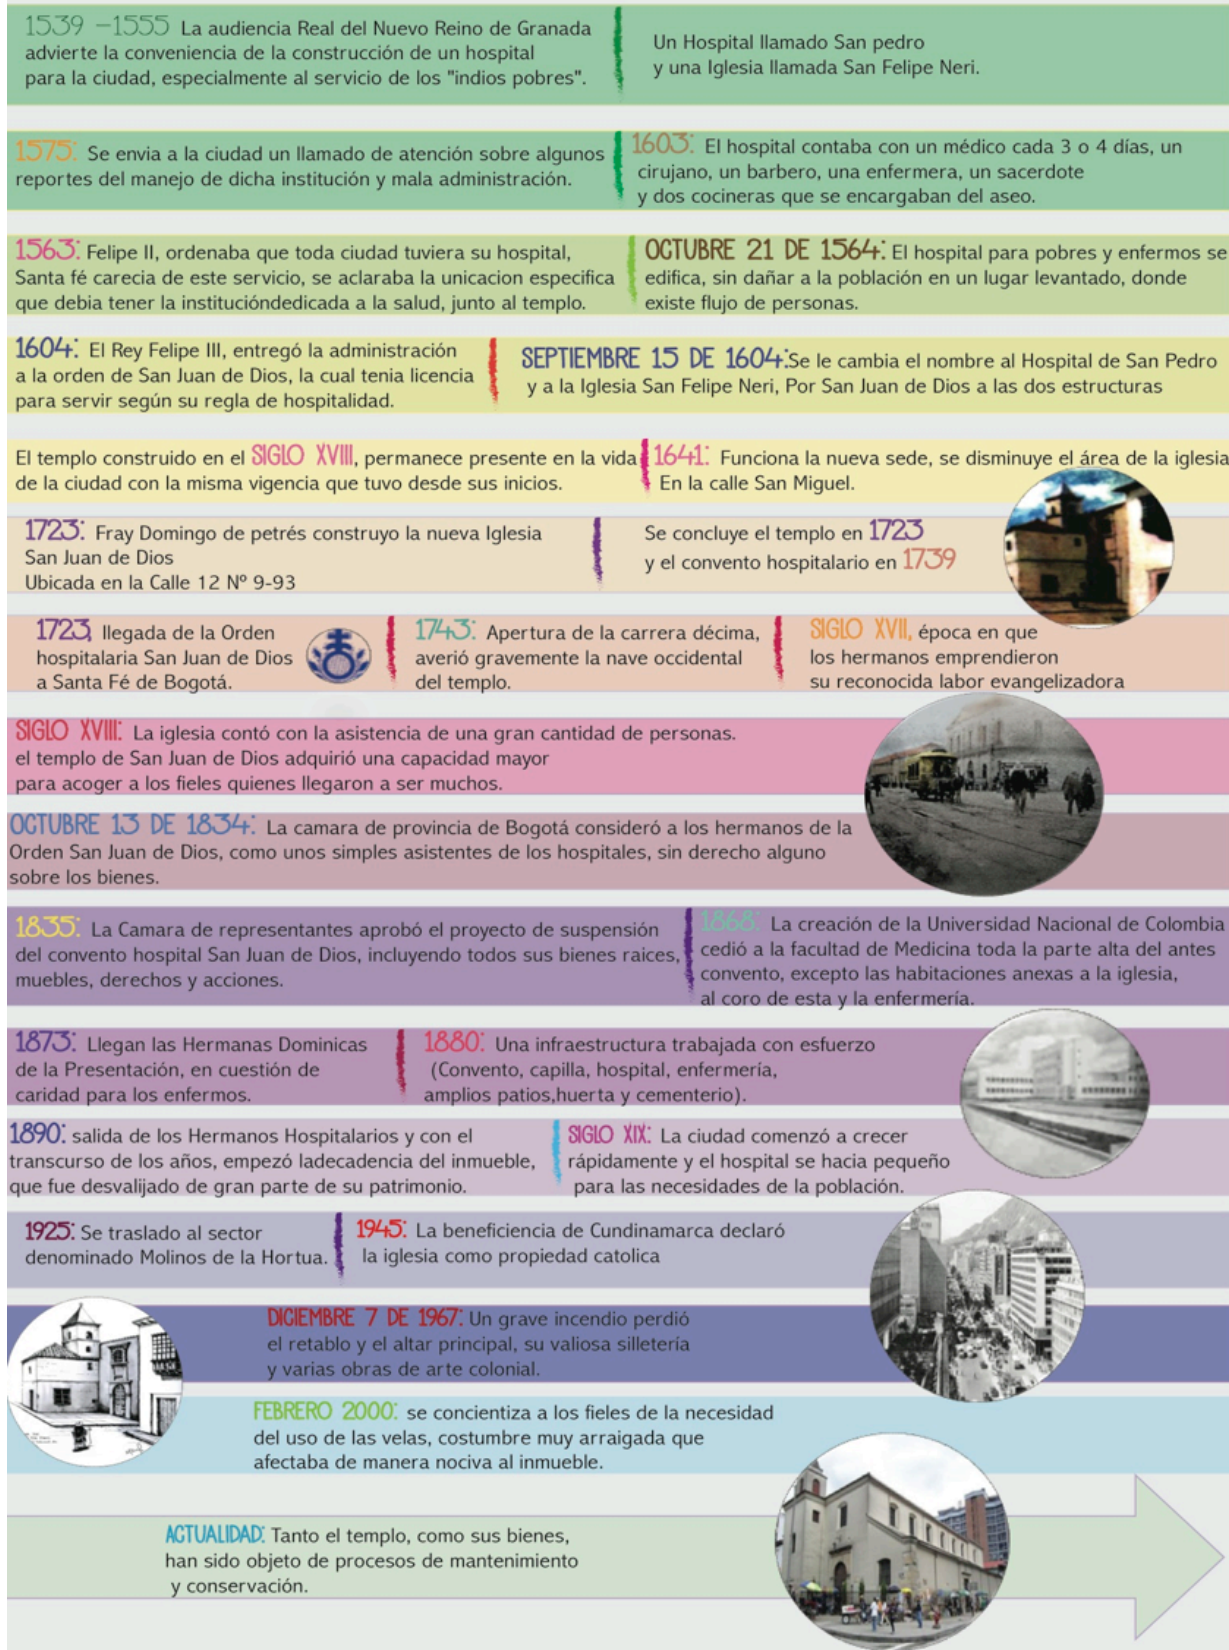 1539 –1555 La audiencia Real del Nuevo Reino de Granada
advierte la conveniencia de la construcción de un hospital
para la ciudad, especialmente al servicio de los "indios pobres".
Un Hospital llamado San pedro
y una Iglesia llamada San Felipe Neri.
1575: Se envia a la ciudad un llamado de atención sobre algunos
reportes del manejo de dicha institución y mala administración.
1603: El hospital contaba con un médico cada 3 o 4 días, un
cirujano, un barbero, una enfermera, un sacerdote
y dos cocineras que se encargaban del aseo.
1563: Felipe II, ordenaba que toda ciudad tuviera su hospital,
Santa fé carecia de este servicio, se aclaraba la unicacion especifica
que debia tener la institucióndedicada a la salud, junto al templo.
OCTUBRE 21 DE 1564: El hospital para pobres y enfermos se
edifica, sin dañar a la población en un lugar levantado, donde
existe flujo de personas.
1604: El Rey Felipe III, entregó la administración
a la orden de San Juan de Dios, la cual tenia licencia
para servir según su regla de hospitalidad.
SEPTIEMBRE 15 DE 1604:Se le cambia el nombre al Hospital de San Pedro
y a la Iglesia San Felipe Neri, Por San Juan de Dios a las dos estructuras
El templo construido en el SIGLO XVIII, permanece presente en la vida
de la ciudad con la misma vigencia que tuvo desde sus inicios.
1641: Funciona la nueva sede, se disminuye el área de la iglesia
En la calle San Miguel.
1723: Fray Domingo de petrés construyo la nueva Iglesia
San Juan de Dios
Ubicada en la Calle 12 Nº 9-93
Se concluye el templo en 1723
y el convento hospitalario en 1739
1723, llegada de la Orden
hospitalaria San Juan de Dios
a Santa Fé de Bogotá.
1743: Apertura de la carrera décima,
averió gravemente la nave occidental
del templo.
SIGLO XVII, época en que
los hermanos emprendieron
su reconocida labor evangelizadora
SIGLO XVIII: La iglesia contó con la asistencia de una gran cantidad de personas.
el templo de San Juan de Dios adquirió una capacidad mayor
para acoger a los fieles quienes llegaron a ser muchos.
OCTUBRE 13 DE 1834: La camara de provincia de Bogotá consideró a los hermanos de la
Orden San Juan de Dios, como unos simples asistentes de los hospitales, sin derecho alguno
sobre los bienes.
1835: La Camara de representantes aprobó el proyecto de suspensión
del convento hospital San Juan de Dios, incluyendo todos sus bienes raices,
muebles, derechos y acciones.
1868: La creación de la Universidad Nacional de Colombia
cedió a la facultad de Medicina toda la parte alta del antes
convento, excepto las habitaciones anexas a la iglesia,
al coro de esta y la enfermería.
1873: Llegan las Hermanas Dominicas
de la Presentación, en cuestión de
caridad para los enfermos.
1880: Una infraestructura trabajada con esfuerzo
(Convento, capilla, hospital, enfermería,
amplios patios,huerta y cementerio).
1890: salida de los Hermanos Hospitalarios y con el
transcurso de los años, empezó ladecadencia del inmueble,
que fue desvalijado de gran parte de su patrimonio.
SIGLO XIX: La ciudad comenzó a crecer
rápidamente y el hospital se hacia pequeño
para las necesidades de la población.
1925: Se traslado al sector
denominado Molinos de la Hortua.
1945: La beneficiencia de Cundinamarca declaró
la iglesia como propiedad catolica
DICIEMBRE 7 DE 1967: Un grave incendio perdió
el retablo y el altar principal, su valiosa silletería
y varias obras de arte colonial.
FEBRERO 2000: se concientiza a los fieles de la necesidad
del uso de las velas, costumbre muy arraigada que
afectaba de manera nociva al inmueble.
ACTUALIDAD: Tanto el templo, como sus bienes,
han sido objeto de procesos de mantenimiento
y conservación.